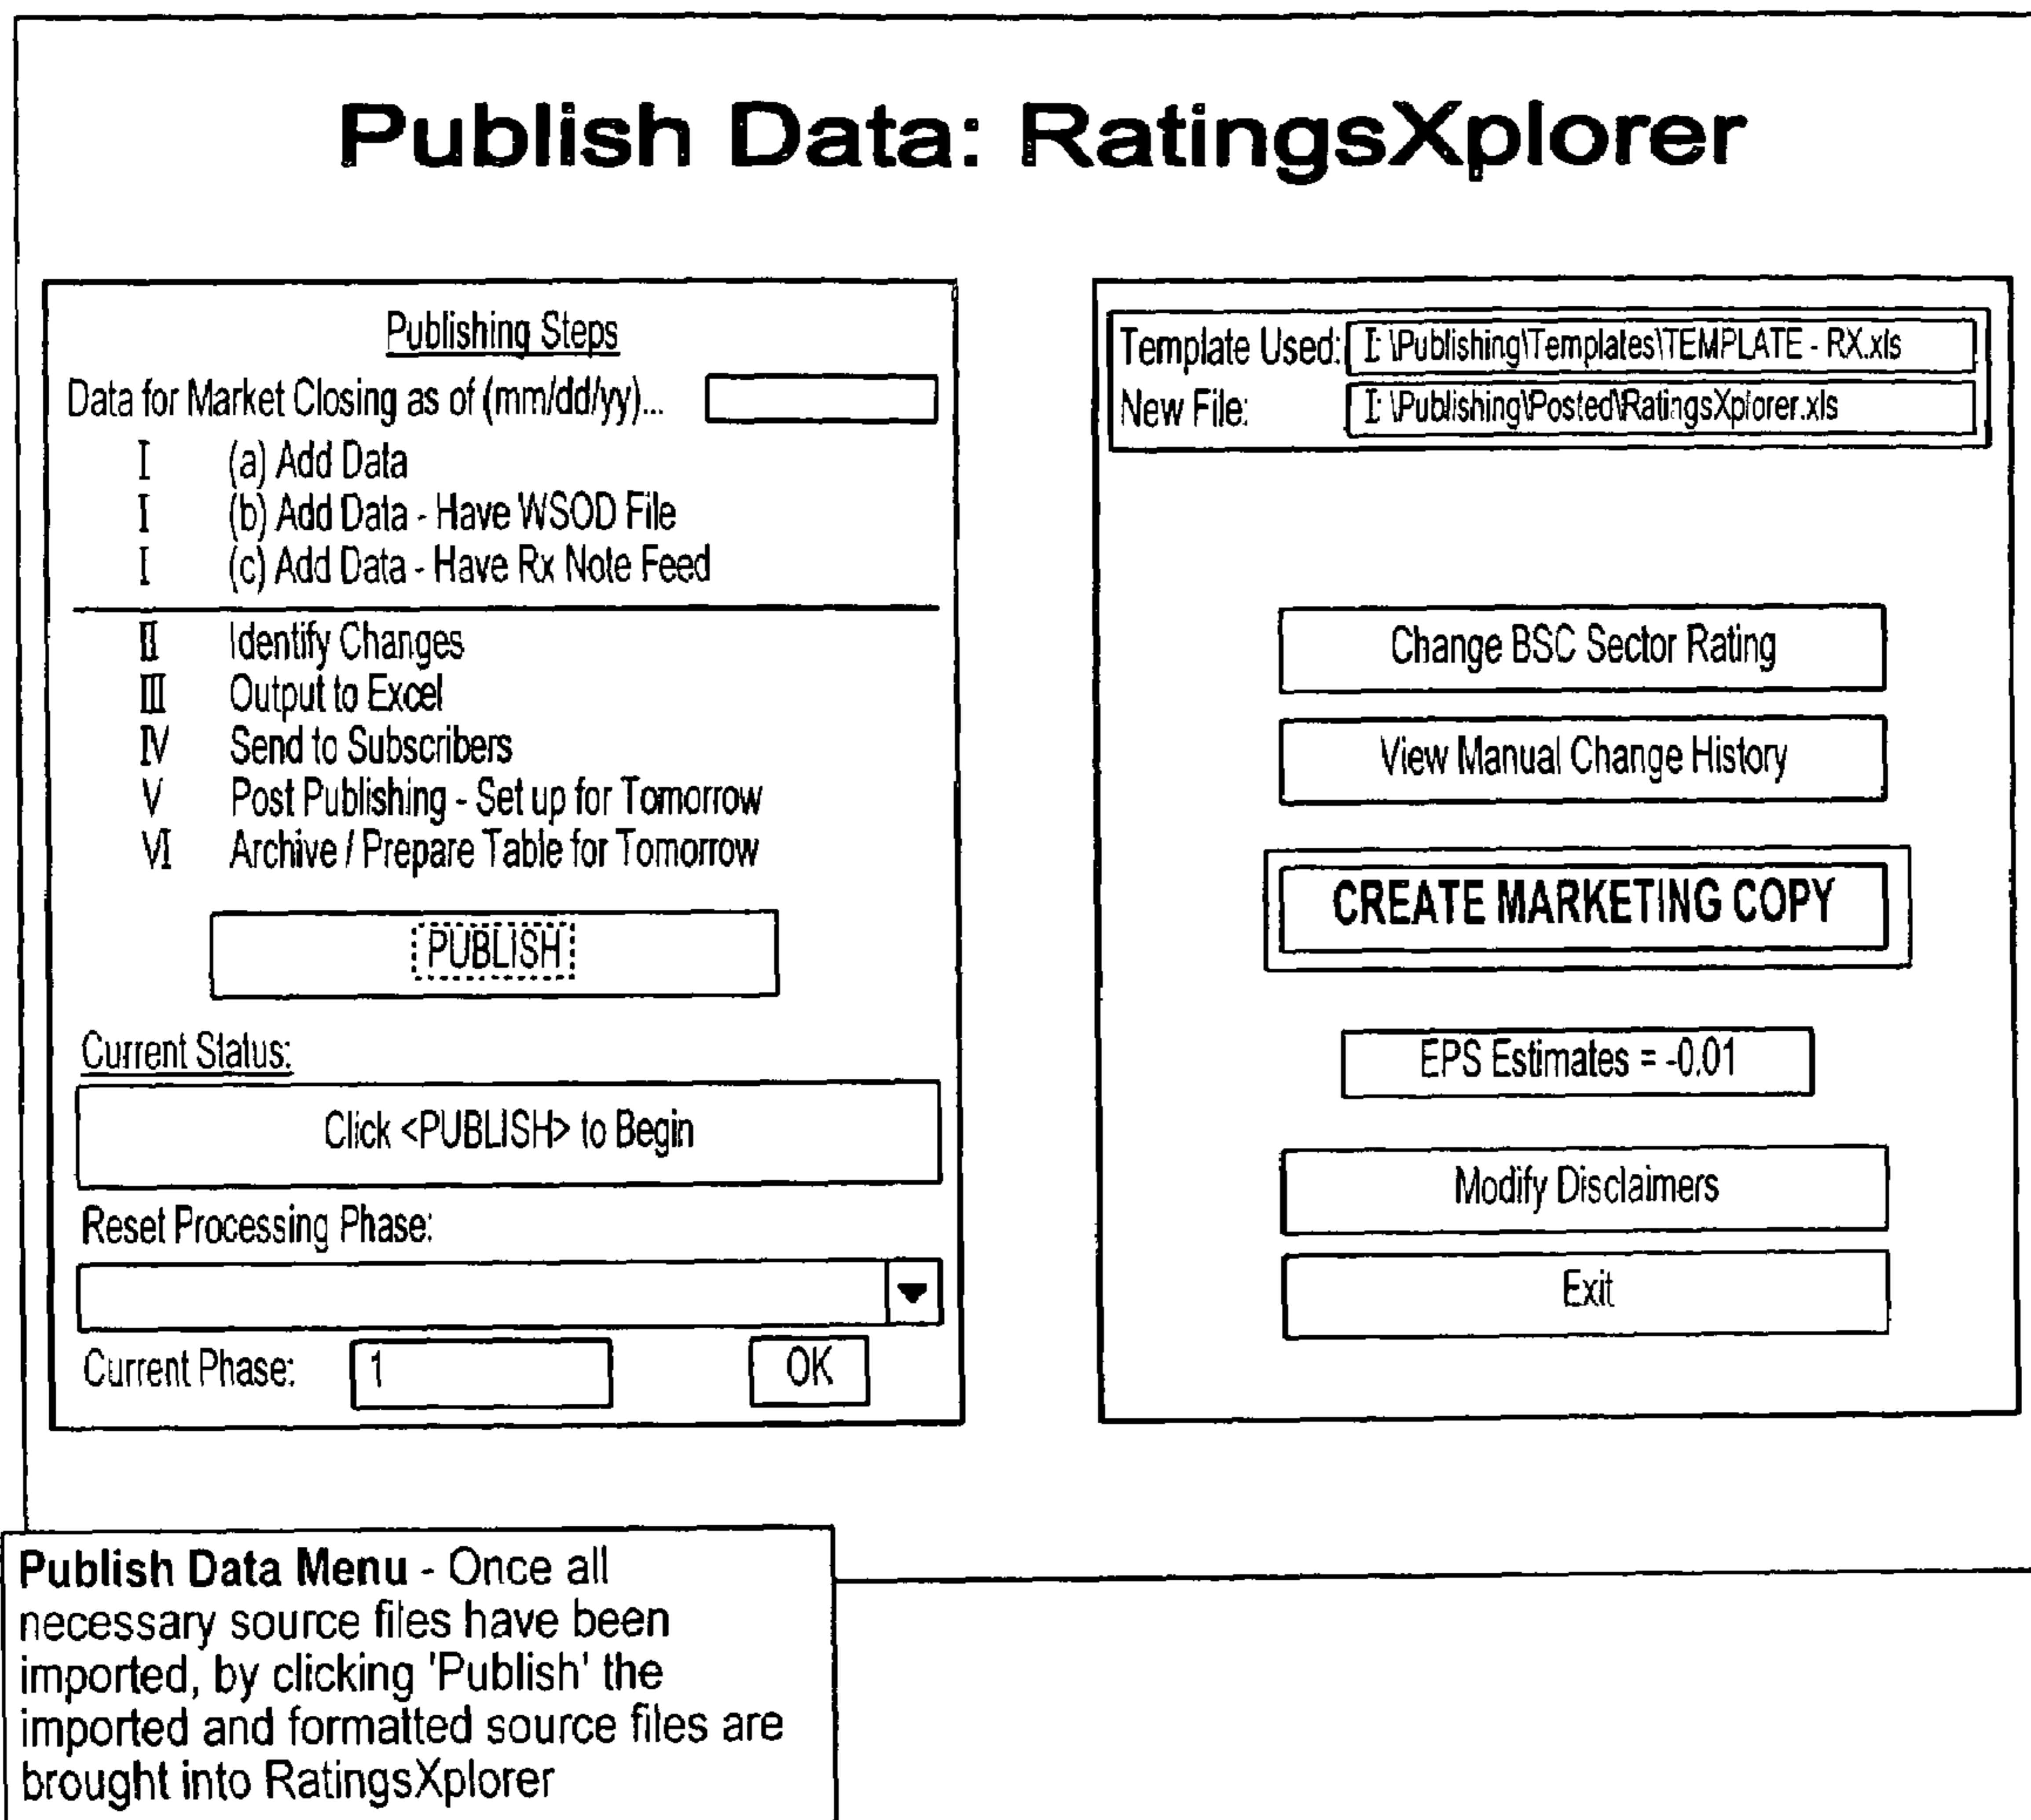 Publish Data: RatingsXplorer
Publishing Steps
Data for Market Closing as of (mm/dd/yy)...
I (a) Add Data
I (b) Add Data - Have WSOD File
I (c) Add Data - Have Rx Note Feed
II Identify Changes
III Output to Excel
IV Send to Subscribers
V Post Publishing - Set up for Tomorrow
VI Archive / Prepare Table for Tomorrow
PUBLISH
Current Status:
Click <PUBLISH> to Begin
Reset Processing Phase:
Current Phase: 1 OK
Template Used: I:\Publishing\Templates\TEMPLATE - RX.xls
New File: I:\Publishing\Posted\RatingsXplorer.xls
Change BSC Sector Rating
View Manual Change History
CREATE MARKETING COPY
EPS Estimates = -0.01
Modify Disclaimers
Exit
Publish Data Menu - Once all
necessary source files have been
imported, by clicking 'Publish' the
imported and formatted source files are
brought into RatingsXplorer